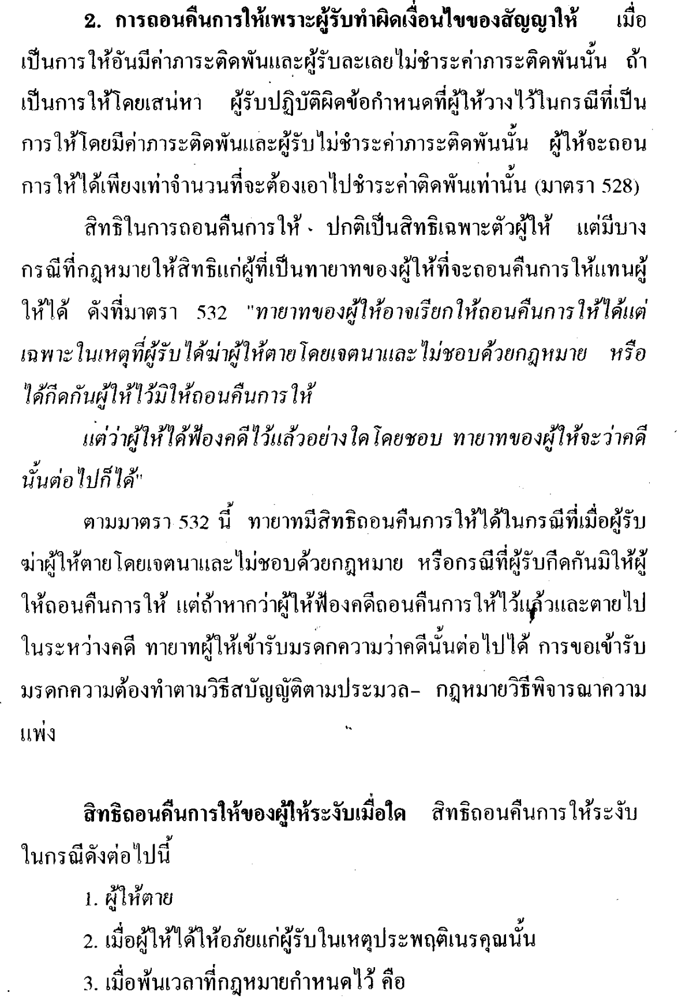 2. การถอนคืนการให้เพราะผู้รับทำผิดเงื่อนไขของสัญญาให้ เมื่อ
เป็นการให้อันมีค่าภาระติดพันและผู้รับละเลยไม่ชำระค่าภาระติดพันนั้น ถ้า
เป็นการให้โดยเสน่หา ผู้รับปฏิบัติผิดข้อกำหนดที่ผู้ให้วางไว้ในกรณีที่เป็น
การให้โดยมีค่าภาระติดพันและผู้รับไม่ชำระค่าภาระติดพันนั้น ผู้ให้จะถอน
การให้ได้เพียงเท่าจำนวนที่จะต้องเอาไปชำระค่าติดพันเท่านั้น (มาตรา 528)
สิทธิในการถอนคืนการให้ ปกติเป็นสิทธิเฉพาะตัวผู้ให้ แต่มีบาง
กรณีที่กฎหมายให้สิทธิแก่ผู้ที่เป็นทายาทของผู้ให้ที่จะถอนคืนการให้แทนผู้
ให้ได้ ดังที่มาตรา 532 "ทายาทของผู้ให้อาจเรียกให้ถอนคืนการให้ได้แต่
เฉพาะในเหตุที่ผู้รับได้ฆ่าผู้ให้ตายโดยเจตนาและไม่ชอบด้วยกฎหมาย หรือ
ได้กีดกันผู้ให้ไว้มิให้ถอนคืนการให้
แต่ว่าผู้ให้ได้ฟ้องคดีไว้แล้วอย่างใดโดยชอบ ทายาทของผู้ให้จะว่าคดี
นั้นต่อไปก็ได้"
ตามมาตรา 532 นี้ ทายาทมีสิทธิถอนคืนการให้ได้ในกรณีที่เมื่อผู้รับ
ฆ่าผู้ให้ตายโดยเจตนาและไม่ชอบด้วยกฎหมาย หรือกรณีที่ผู้รับกีดกันมิให้ผู้
ให้ถอนคืนการให้ แต่ถ้าหากว่าผู้ให้ฟ้องคดีถอนคืนการให้ไว้แล้วและตายไป
ในระหว่างคดี ทายาทผู้ให้เข้ารับมรดกความว่าคดีนั้นต่อไปได้ การขอเข้ารับ
มรดกความต้องทำตามวิธีสบัญญัติตามประมวล- กฎหมายวิธีพิจารณาความ
แพ่ง
สิทธิถอนคืนการให้ของผู้ให้ระงับเมื่อใด สิทธิถอนคืนการให้ระงับ
ในกรณีดังต่อไปนี้
1. ผู้ให้ตาย
2. เมื่อผู้ให้ได้ให้อภัยแก่ผู้รับในเหตุประพฤติเนรคุณนั้น
3. เมื่อพ้นเวลาที่กฎหมายกำหนดไว้ คือ